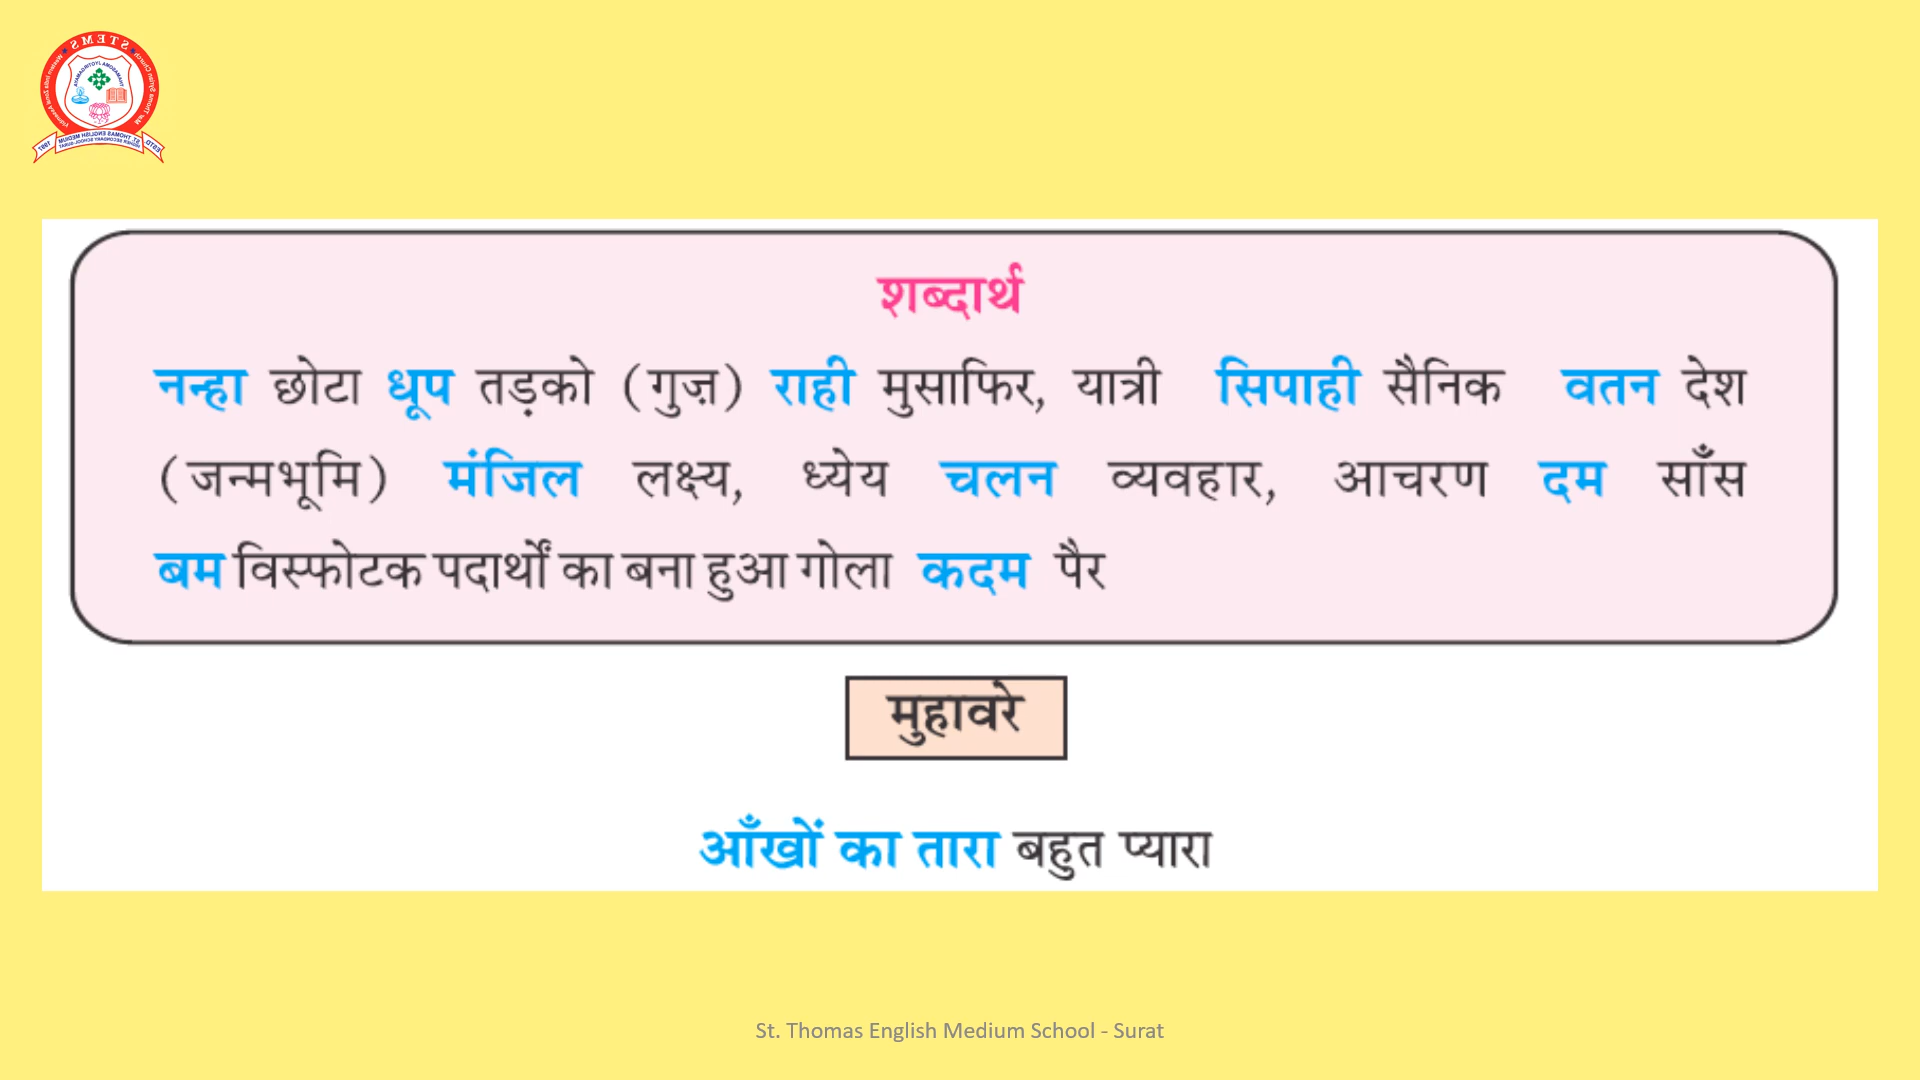 STEMS
शब्दार्थ
नन्हा छोटा धूप तड़को (गुज़) राही मुसाफिर, यात्री सिपाही सैनिक वतन देश
(जन्मभूमि) मंजिल लक्ष्य, ध्येय चलन व्यवहार, आचरण दम साँस
बम विस्फोटक पदार्थों का बना हुआ गोला कदम पैर
मुहावरे
आँखों का तारा बहुत प्यारा
St. Thomas English Medium School - Surat